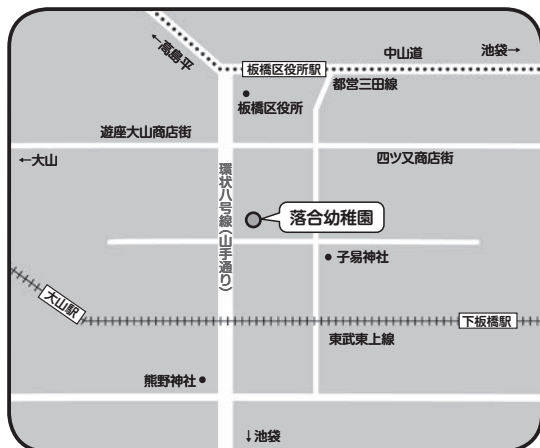 中山道
池袋→
←高島平
板橋区役所駅
都営三田線
板橋区役所
遊座大山商店街
←大山
四ツ又商店街
環状八号線(山手通り)
落合幼稚園
子易神社
大山駅
下板橋駅
東武東上線
熊野神社
↓池袋